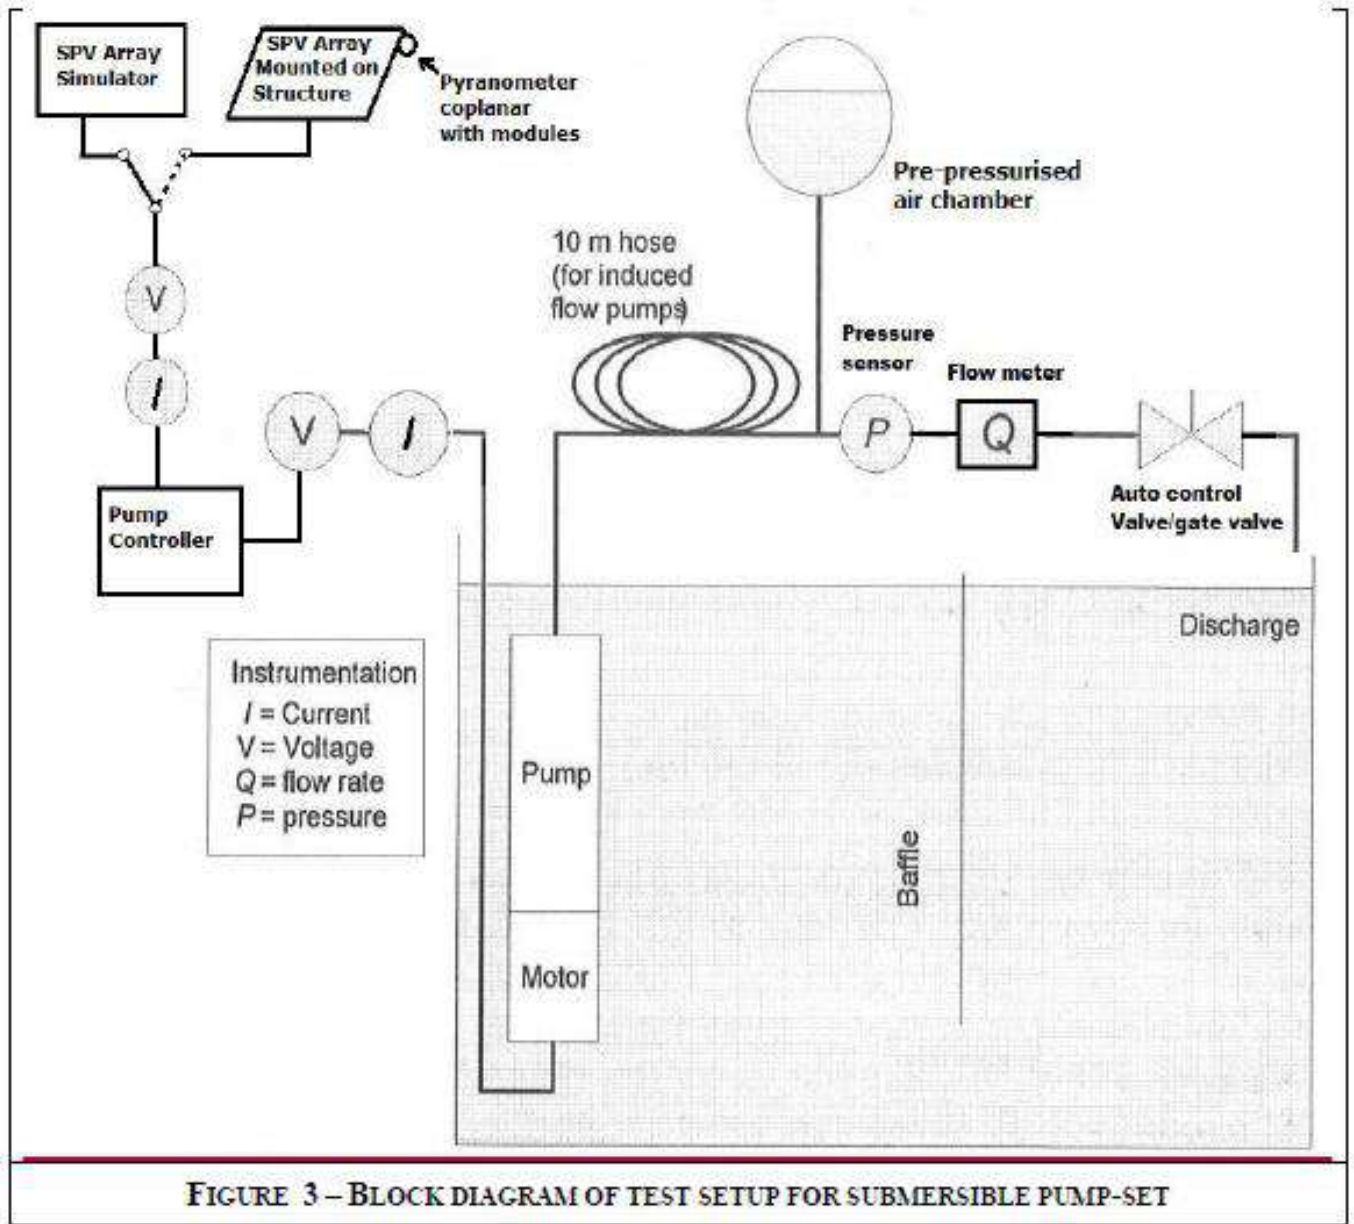 SPV Array
Simulator
SPV Array
Mounted on
Structure
Pyranometer
coplanar
with modules
Pre-pressurised
air chamber
10 m hose
(for induced
flow pumps)
Pressure
sensor
Flow meter
V
I
V
I
P
Q
Auto control
Valve/gate valve
Pump
Controller
Discharge
Instrumentation
I = Current
V = Voltage
Q = flow rate
P = pressure
Pump
Baffle
Motor
FIGURE 3 – BLOCK DIAGRAM OF TEST SETUP FOR SUBMERSIBLE PUMP-SET